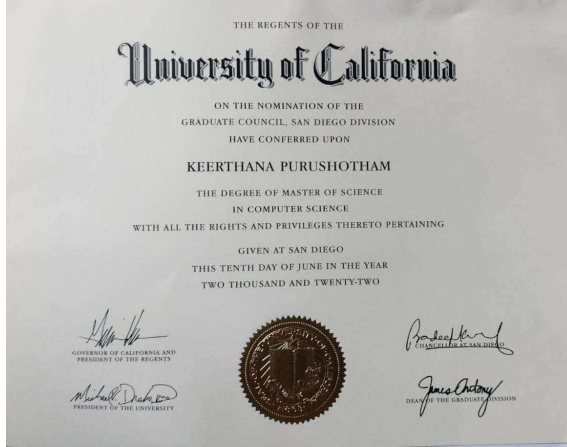 THE REGENTS OF THE
University of California
ON THE NOMINATION OF THE
GRADUATE COUNCIL, SAN DIEGO DIVISION
HAVE CONFERRED UPON
KEERTHANA PURUSHOTHAM
THE DEGREE OF MASTER OF SCIENCE
IN COMPUTER SCIENCE
WITH ALL THE RIGHTS AND PRIVILEGES THERETO PERTAINING
GIVEN AT SAN DIEGO
THIS TENTH DAY OF JUNE IN THE YEAR
TWO THOUSAND AND TWENTY-TWO
GOVERNOR OF CALIFORNIA AND
PRESIDENT OF THE REGENTS
CHANCELLOR AT SAN DIEGO
PRESIDENT OF THE UNIVERSITY
James Antony
DEAN OF THE GRADUATE DIVISION